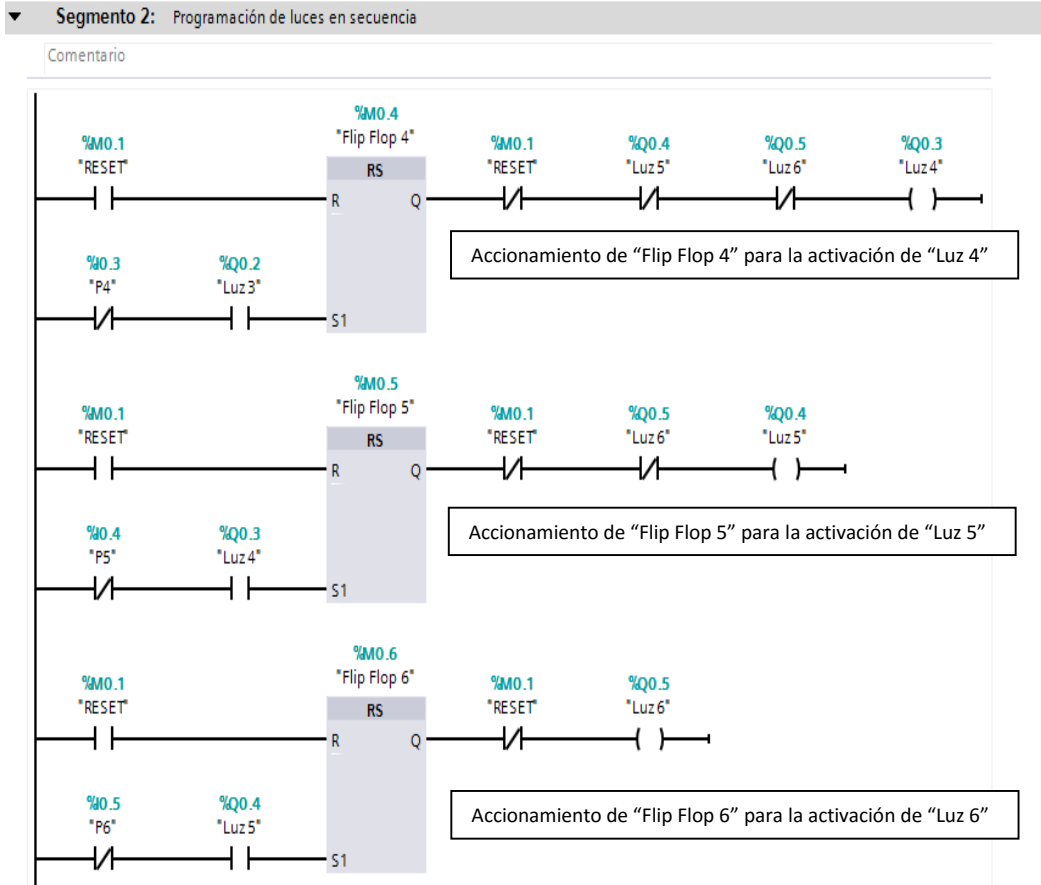 Segmento 2: Programación de luces en secuencia
Comentario
%M0.4
"Flip Flop 4"
%M0.1 %M0.1 %Q0.4 %Q0.5 %Q0.3
"RESET" RS "RESET" "Luz 5" "Luz 6" "Luz 4"
R Q
Accionamiento de “Flip Flop 4” para la activación de “Luz 4”
%I0.3 %Q0.2
"P4" "Luz 3"
S1
%M0.5
"Flip Flop 5"
%M0.1 %M0.1 %Q0.5 %Q0.4
"RESET" RS "RESET" "Luz 6" "Luz 5"
R Q
Accionamiento de “Flip Flop 5” para la activación de “Luz 5”
%I0.4 %Q0.3
"P5" "Luz 4"
S1
%M0.6
"Flip Flop 6"
%M0.1 %M0.1 %Q0.5
"RESET" RS "RESET" "Luz 6"
R Q
Accionamiento de “Flip Flop 6” para la activación de “Luz 6”
%I0.5 %Q0.4
"P6" "Luz 5"
S1